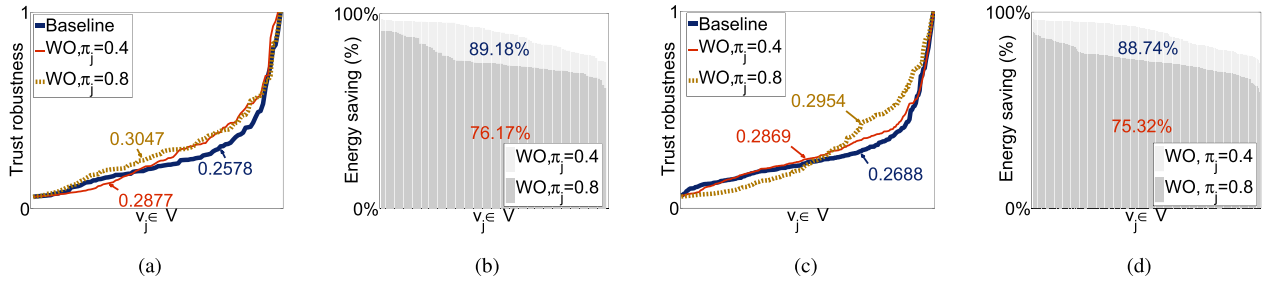 1
Trust robustness
0
Baseline
WO,πj=0.4
WO,πj=0.8
0.3047
0.2578
0.2877
vj∈ V
(a)
100%
Energy saving (%)
0%
89.18%
76.17%
WO,πj=0.4
WO,πj=0.8
vj∈ V
(b)
1
Trust robustness
0
Baseline
WO,πj=0.4
WO,πj=0.8
0.2954
0.2869
0.2688
vj∈ V
(c)
100%
Energy saving (%)
0%
88.74%
75.32%
WO, πj=0.4
WO, πj=0.8
vj∈ V
(d)